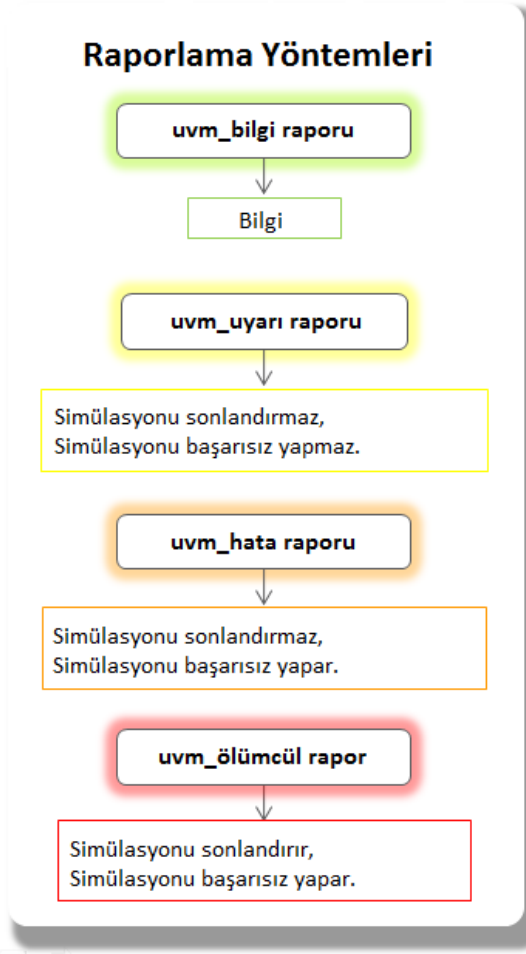 Raporlama Yöntemleri
uvm_bilgi raporu
Bilgi
uvm_uyarı raporu
Simülasyonu sonlandırmaz,
Simülasyonu başarısız yapmaz.
uvm_hata raporu
Simülasyonu sonlandırmaz,
Simülasyonu başarısız yapar.
uvm_ölümcül rapor
Simülasyonu sonlandırır,
Simülasyonu başarısız yapar.